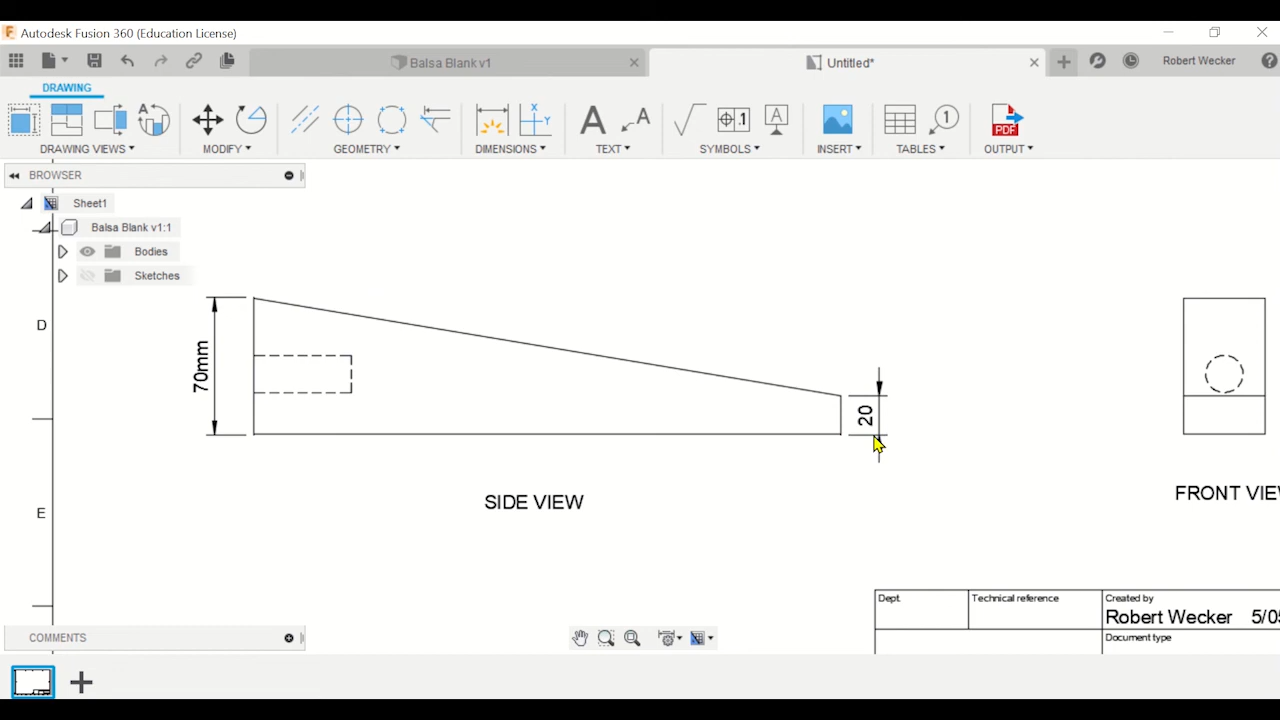 Autodesk Fusion 360 (Education License)
Balsa Blank v1
Untitled*
Robert Wecker
DRAWING
DRAWING VIEWS
MODIFY
GEOMETRY
DIMENSIONS
TEXT
SYMBOLS
INSERT
TABLES
OUTPUT
BROWSER
Sheet1
Balsa Blank v1:1
Bodies
Sketches
D
70mm
20
SIDE VIEW
FRONT VIE
E
Dept.
Technical reference
Created by
Robert Wecker 5/05
Document type
COMMENTS